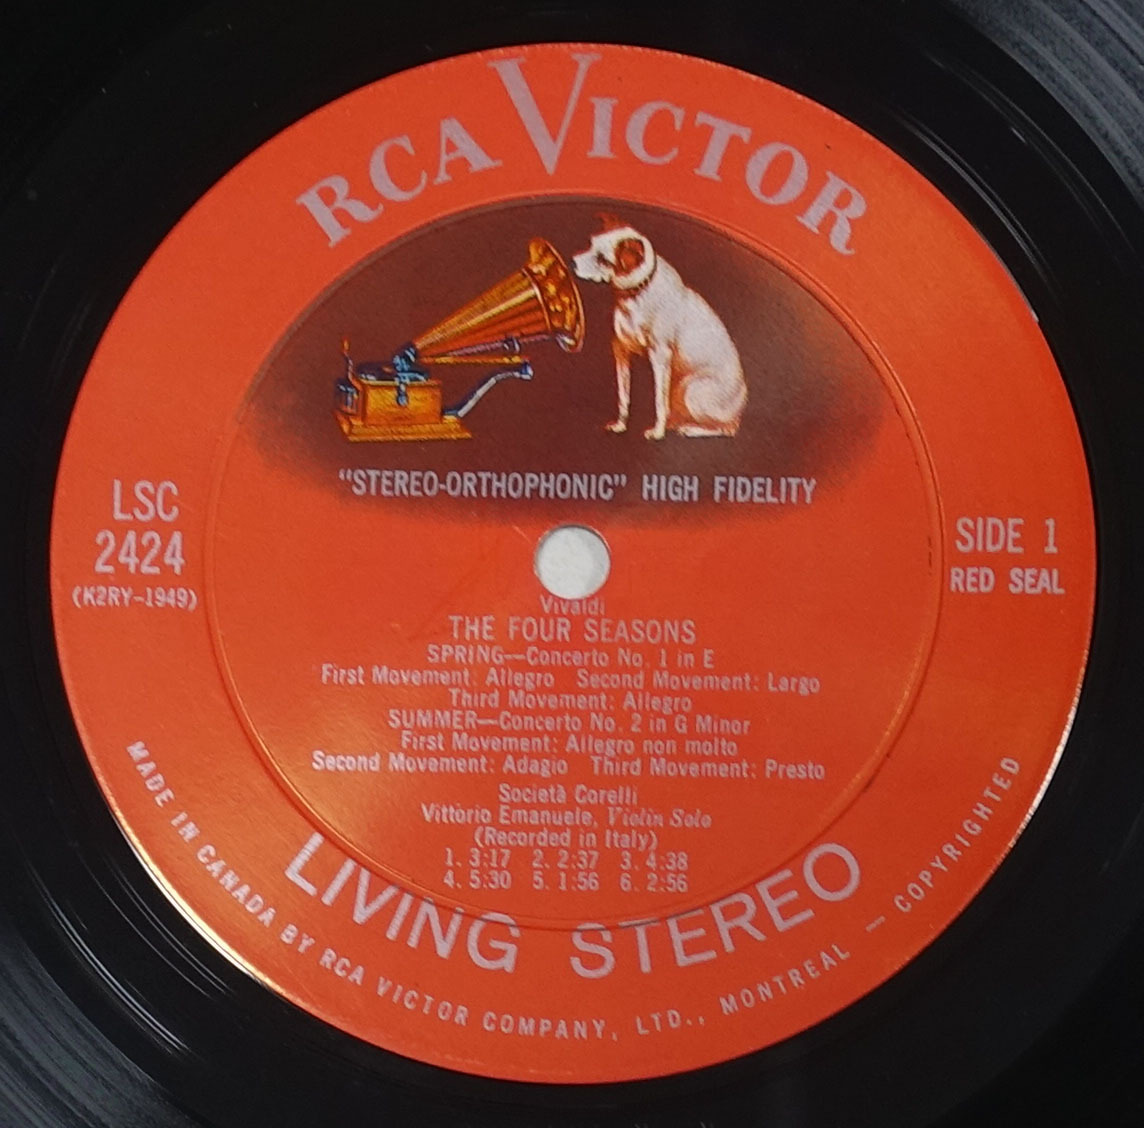 RCA VICTOR
"STEREO-ORTHOPHONIC" HIGH FIDELITY
LSC
2424
(K2RY-1949)
SIDE 1
RED SEAL
Vivaldi
THE FOUR SEASONS
SPRING—Concerto No. 1 in E
First Movement: Allegro Second Movement: Largo
Third Movement: Allegro
SUMMER—Concerto No. 2 in G Minor
First Movement: Allegro non molto
Second Movement: Adagio Third Movement: Presto
Società Corelli
Vittorio Emanuele, Violin Solo
(Recorded in Italy)
1. 3:17 2. 2:37 3. 4:38
4. 5:30 5. 1:56 6. 2:56
LIVING STEREO
MADE IN CANADA BY RCA VICTOR COMPANY, LTD., MONTREAL — COPYRIGHTED